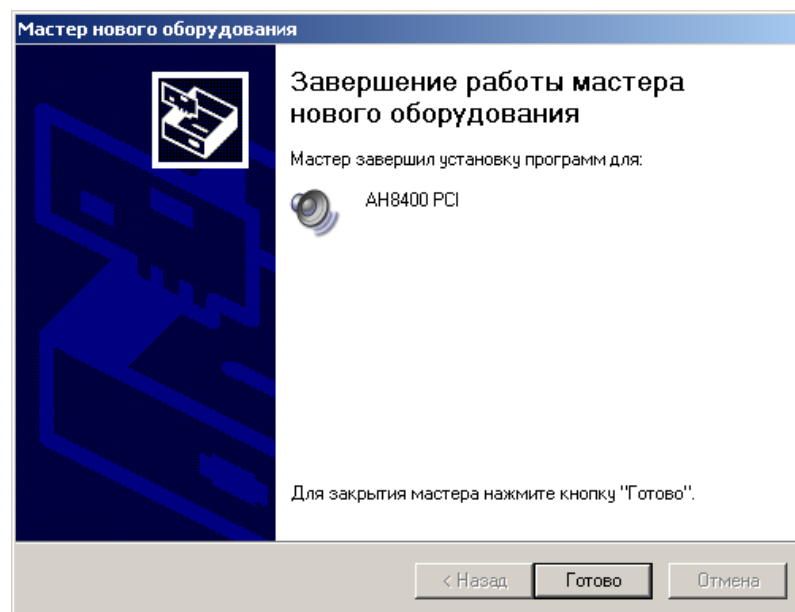 Мастер нового оборудования
Завершение работы мастера
нового оборудования
Мастер завершил установку программ для:
AH8400 PCI
Для закрытия мастера нажмите кнопку "Готово".
< Назад
Готово
Отмена